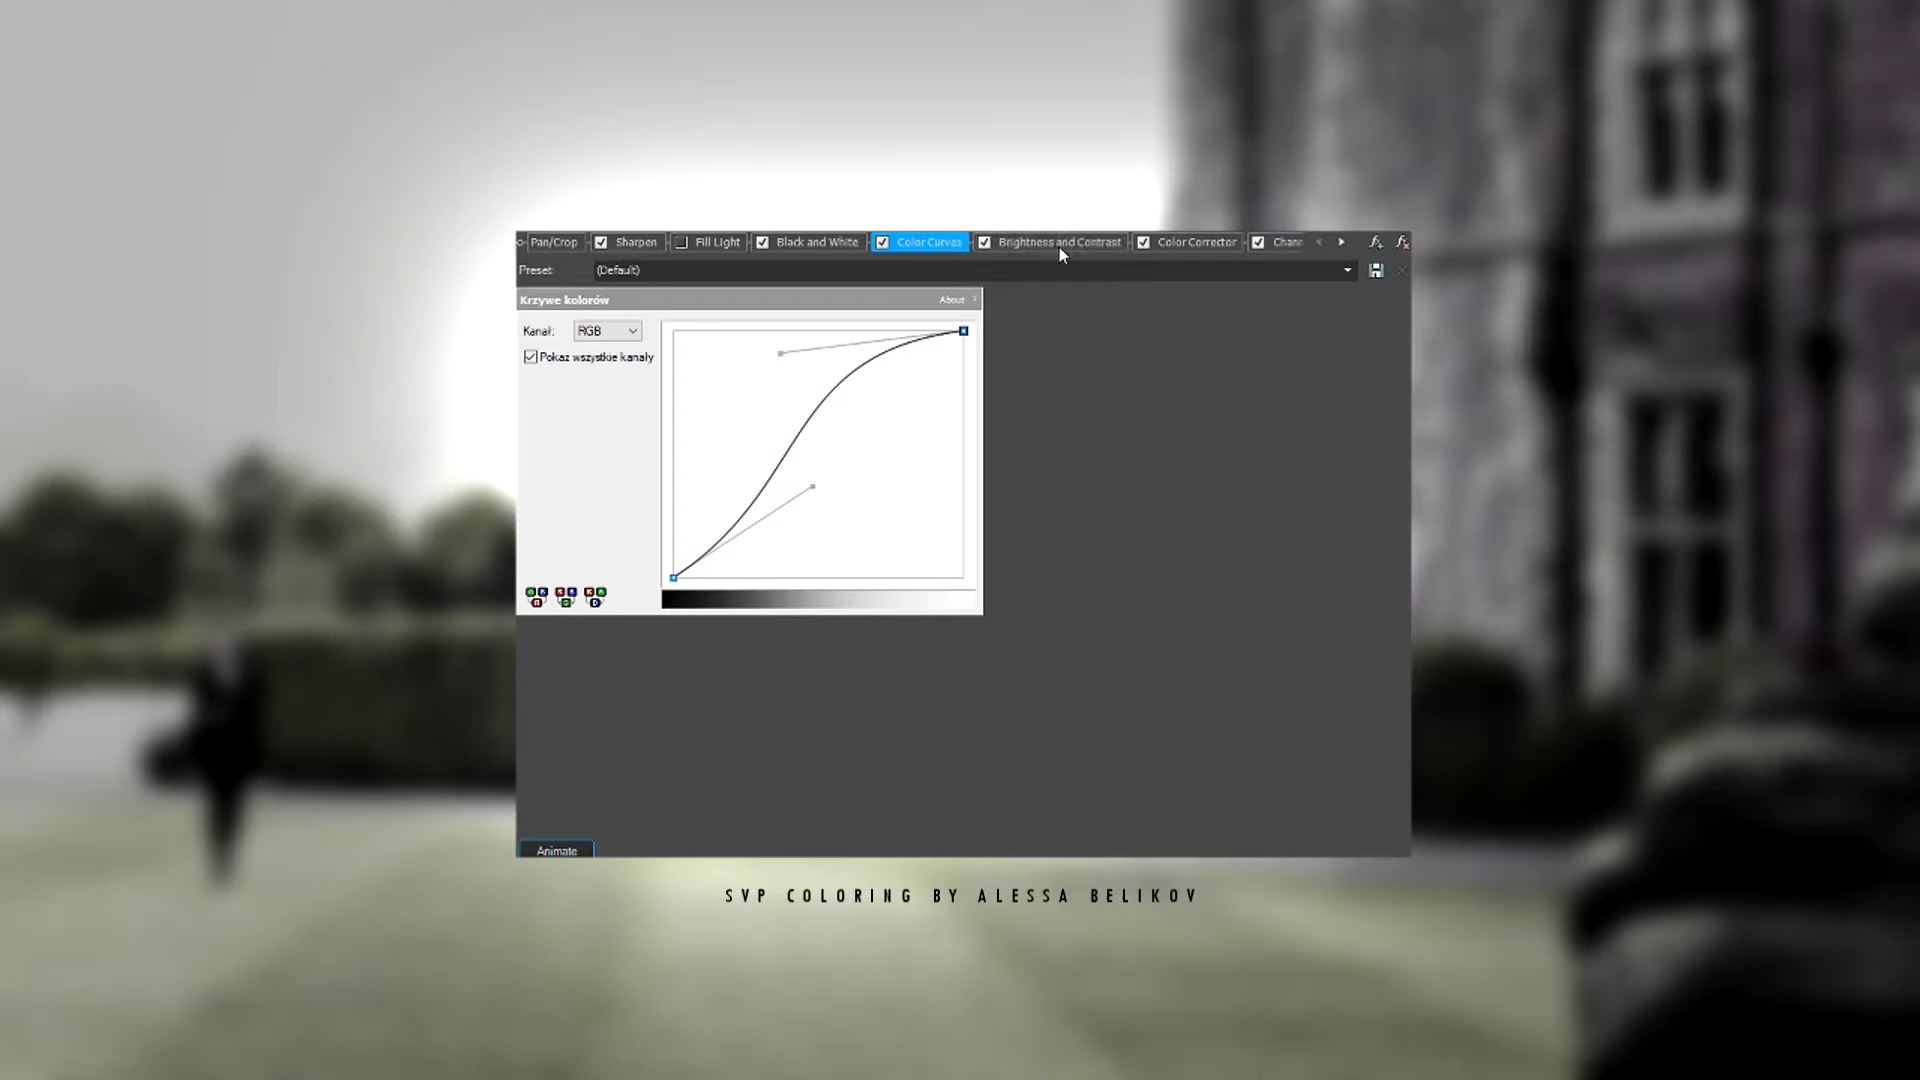 Pan/Crop Sharpen Fill Light Black and White Color Curves Brightness and Contrast Color Corrector Chann
Preset: (Default)
Krzywe kolorów About
Kanał: RGB
Pokaż wszystkie kanały
Animate
SVP COLORING BY ALESSA BELIKOV